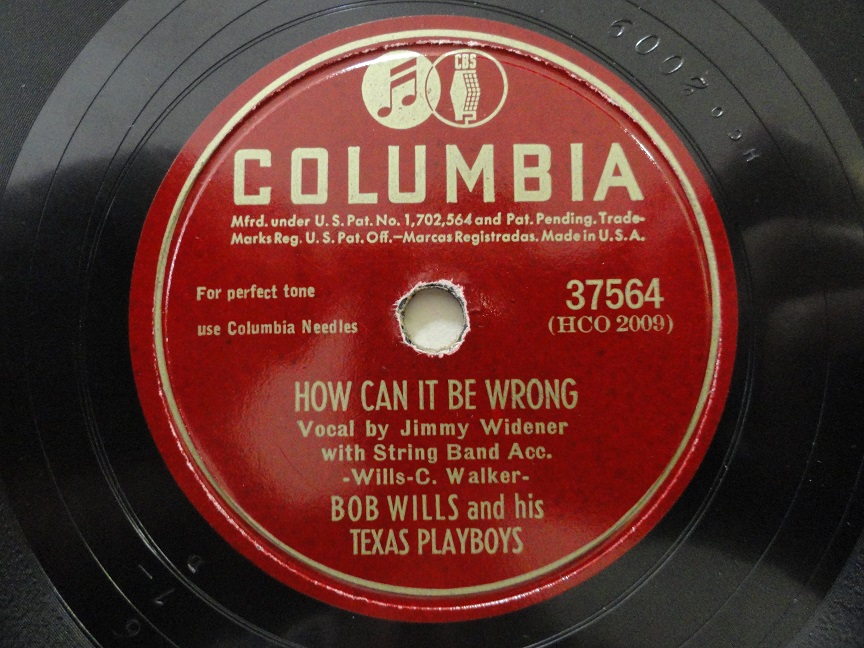 CBS
COLUMBIA
Mfrd. under U.S. Pat. No. 1,702,564 and Pat. Pending. Trade-
Marks Reg. U.S. Pat. Off.—Marcas Registradas. Made in U.S.A.
For perfect tone
use Columbia Needles
37564
(HCO 2009)
HOW CAN IT BE WRONG
Vocal by Jimmy Widener
with String Band Acc.
-Wills-C. Walker-
BOB WILLS and his
TEXAS PLAYBOYS
HCO 2009